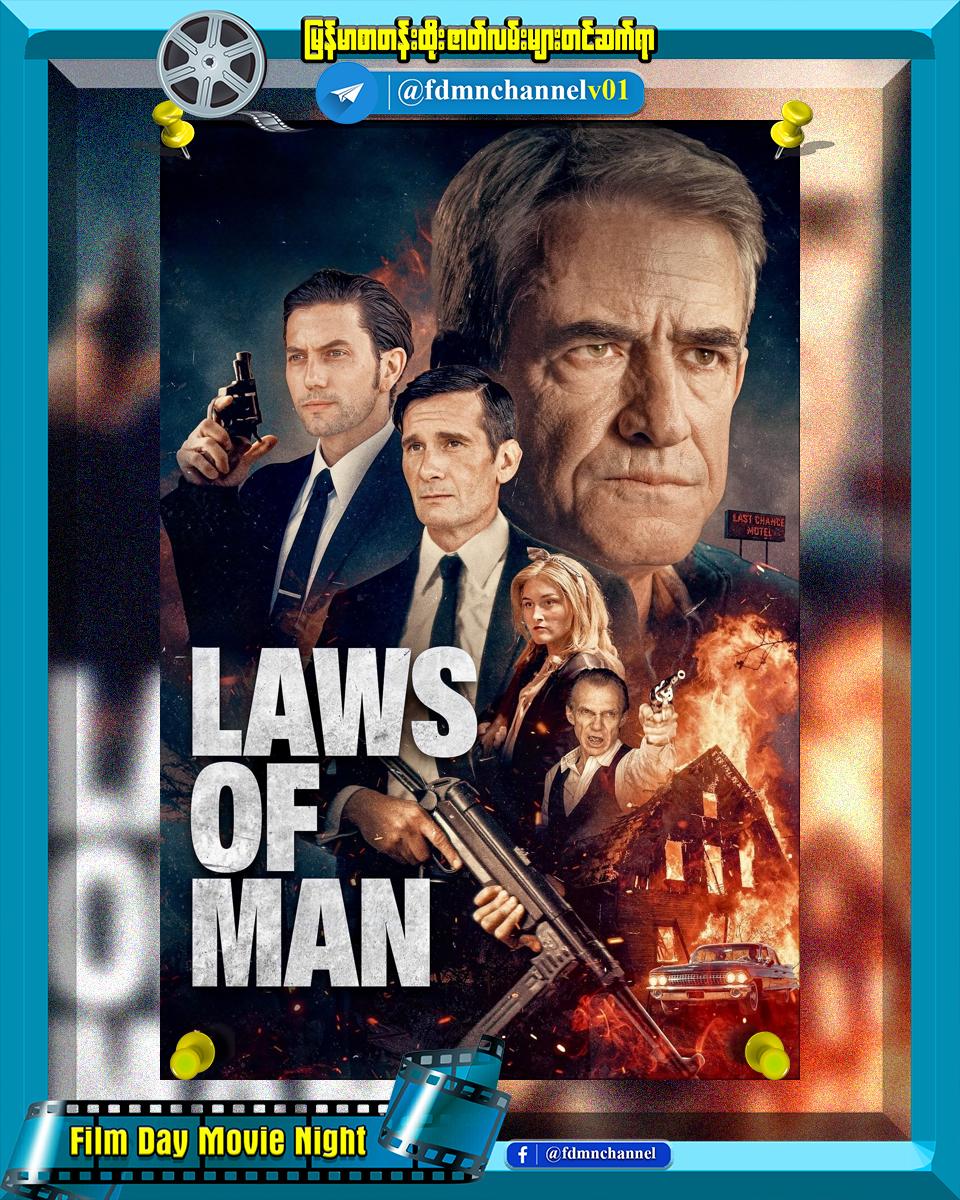 မြန်မာစာတန်းထိုးဇာတ်လမ်းများတင်ဆက်ရာ
@fdmnchannelv01
LAST CHANCE
MOTEL
LAWS
OF
MAN
Film Day Movie Night
f @fdmnchannel